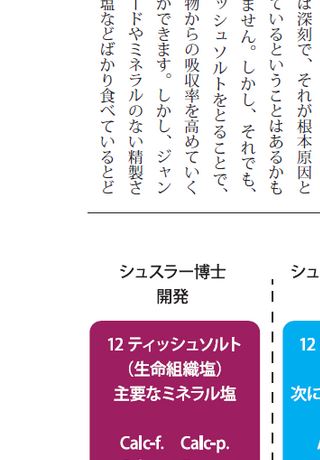 は深刻で、それが根本原因と
ているということはあるかも
ません。しかし、それでも、
ッシュソルトをとることで、
物からの吸収率を高めていく
ができます。しかし、ジャン
ードやミネラルのない精製さ
塩などばかり食べているとど
シュスラー博士
開発
12 ティッシュソルト
（生命組織塩）
主要なミネラル塩
Calc-f. Calc-p.
シュ
12
次に